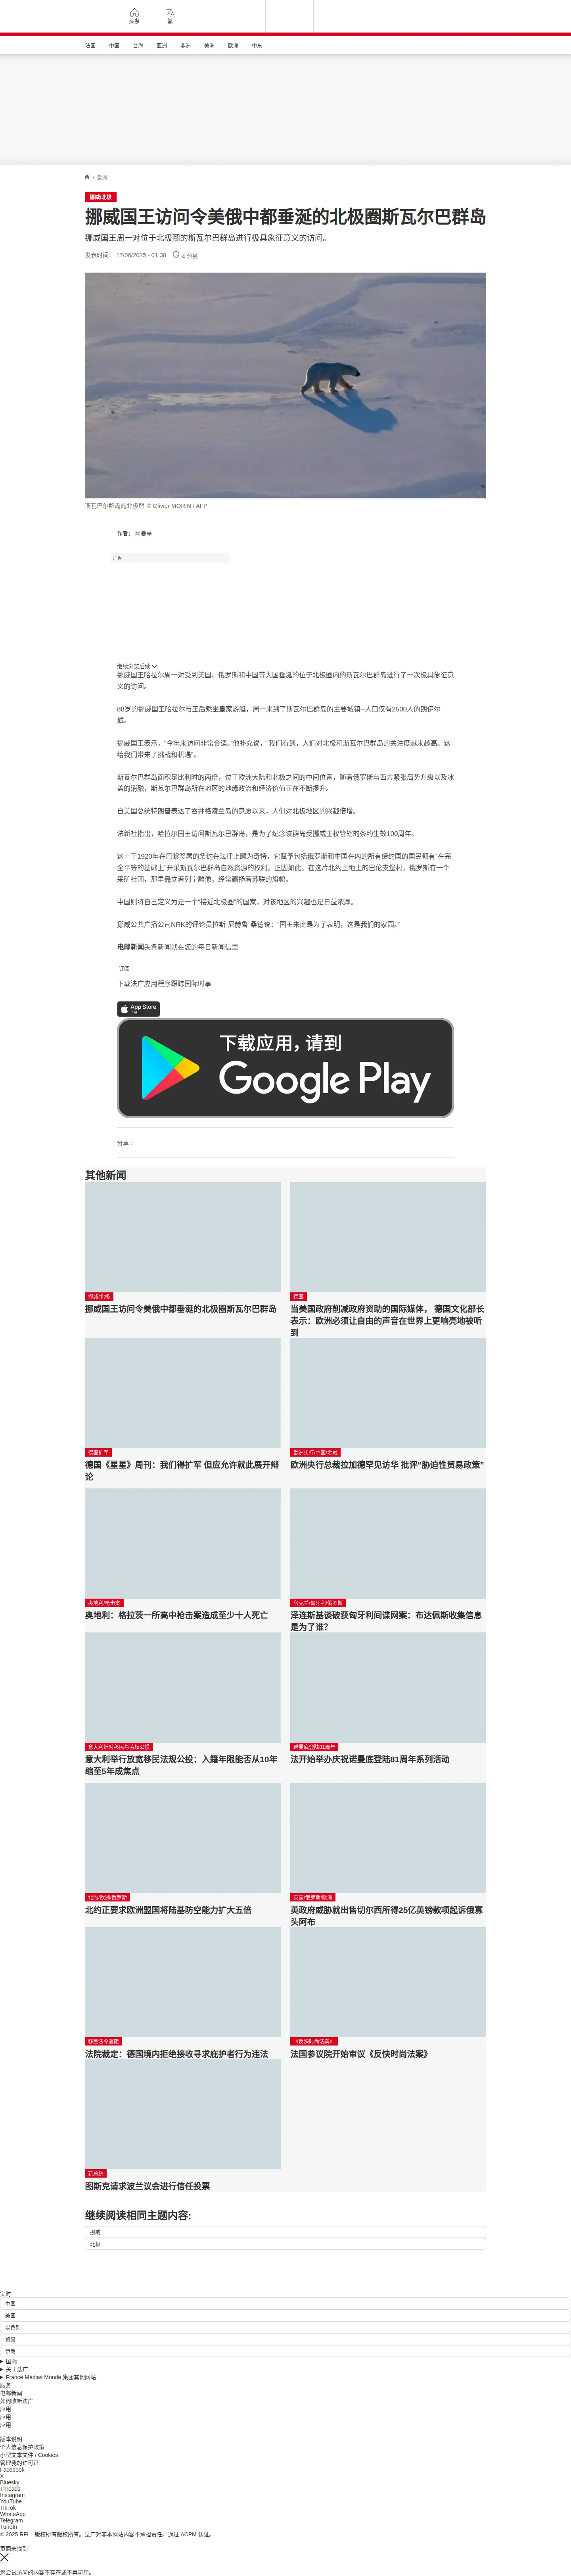 头条
繁
法国
中国
台海
亚洲
非洲
美洲
欧洲
中东
/ 欧洲
挪威/北极
挪威国王访问令美俄中都垂涎的北极圈斯瓦尔巴群岛
挪威国王周一对位于北极圈的斯瓦尔巴群岛进行极具象征意义的访问。
发表时间： 17/06/2025 - 01:38
4 分钟
斯瓦巴尔群岛的北极熊 © Olivier MORIN / AFP
作者： 阿曼亭
广告
继续浏览后续
挪威国王哈拉尔周一对受到美国、俄罗斯和中国等大国垂涎的位于北极圈内的斯瓦尔巴群岛进行了一次极具象征意
义的访问。
88岁的挪威国王哈拉尔与王后乘坐皇家游艇，周一来到了斯瓦尔巴群岛的主要城镇--人口仅有2500人的朗伊尔
城。
挪威国王表示，“今年来访问非常合适。”他补充说，“我们看到，人们对北极和斯瓦尔巴群岛的关注度越来越高。这
给我们带来了挑战和机遇”。
斯瓦尔巴群岛面积是比利时的两倍，位于欧洲大陆和北极之间的中间位置，随着俄罗斯与西方紧张局势升级以及冰
盖的消融，斯瓦尔巴群岛所在地区的地缘政治和经济价值正在不断提升。
自美国总统特朗普表达了吞并格陵兰岛的意愿以来，人们对北极地区的兴趣倍增。
法新社指出，哈拉尔国王访问斯瓦尔巴群岛，是为了纪念该群岛受挪威主权管辖的条约生效100周年。
这一于1920年在巴黎签署的条约在法律上颇为奇特，它赋予包括俄罗斯和中国在内的所有缔约国的国民都有“在完
全平等的基础上”开采斯瓦尔巴群岛自然资源的权利。正因如此，在这片北约土地上的巴伦支堡村，俄罗斯有一个
采矿社团，那里矗立着列宁雕像，经常飘扬着苏联的旗帜。
中国则将自己定义为是一个“接近北极圈”的国家，对该地区的兴趣也是日益浓厚。
挪威公共广播公司NRK的评论员拉斯·尼赫鲁·桑德说：“国王来此是为了表明，这是我们的家园。”
电邮新闻头条新闻就在您的每日新闻信里
订阅
下载法广应用程序跟踪国际时事
App Store
下载
下载应用，请到
Google Play
分享 :
其他新闻
挪威/北极
挪威国王访问令美俄中都垂涎的北极圈斯瓦尔巴群岛
德国
当美国政府削减政府资助的国际媒体， 德国文化部长
表示：欧洲必须让自由的声音在世界上更响亮地被听
到
德国扩军
德国《星星》周刊：我们得扩军 但应允许就此展开辩
论
欧洲央行/中国/金融
欧洲央行总裁拉加德罕见访华 批评“胁迫性贸易政策”
奥地利/枪击案
奥地利：格拉茨一所高中枪击案造成至少十人死亡
乌克兰/匈牙利/俄罗斯
泽连斯基谈破获匈牙利间谍网案：布达佩斯收集信息
是为了谁？
意大利针对移民与劳权公投
意大利举行放宽移民法规公投：入籍年限能否从10年
缩至5年成焦点
诺曼底登陆81周年
法开始举办庆祝诺曼底登陆81周年系列活动
北约/欧洲/俄罗斯
北约正要求欧洲盟国将陆基防空能力扩大五倍
英国/俄罗斯/欧洲
英政府威胁就出售切尔西所得25亿英镑款项起诉俄寡
头阿布
移民法令遇阻
法院裁定：德国境内拒绝接收寻求庇护者行为违法
《反快时尚法案》
法国参议院开始审议《反快时尚法案》
新总统
图斯克请求波兰议会进行信任投票
继续阅读相同主题内容:
挪威
北极
实时
中国
美国
以色列
贸易
伊朗
国际
关于法广
France Médias Monde 集团其他网站
服务
电邮新闻
如何收听法广
应用
应用
应用
版本说明
个人信息保护政策
小型文本文件 / Cookies
管理我的许可证
Facebook
X
Bluesky
Threads
Instagram
YouTube
TikTok
WhatsApp
Telegram
TuneIn
© 2025 RFI – 版权所有版权所有。法广对非本网站内容不承担责任。通过 ACPM 认证。
页面未找到
您尝试访问的内容不存在或不再可用。